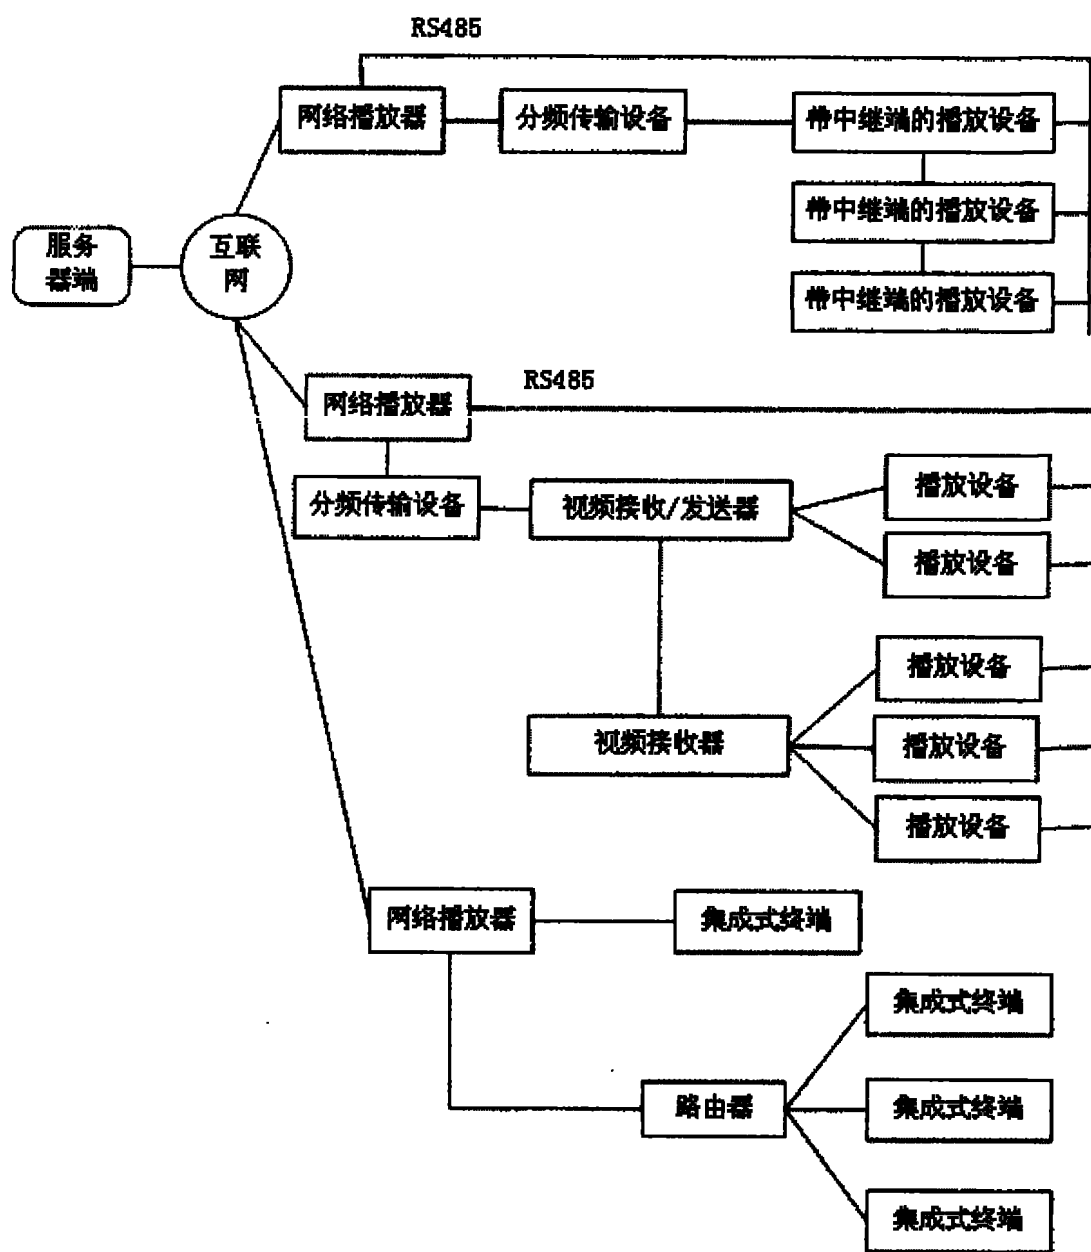 RS485
网络播放器
分频传输设备
带中继端的播放设备
带中继端的播放设备
服务
器端
互联
网
带中继端的播放设备
RS485
网络播放器
分频传输设备
视频接收/发送器
播放设备
播放设备
播放设备
视频接收器
播放设备
播放设备
网络播放器
集成式终端
集成式终端
路由器
集成式终端
集成式终端